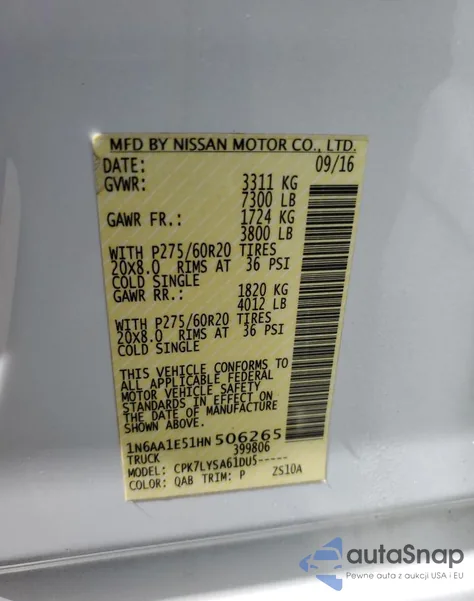 MFD BY NISSAN MOTOR CO., LTD.
DATE: 09/16
GVWR: 3311 KG
7300 LB
GAWR FR.: 1724 KG
3800 LB
WITH P275/60R20 TIRES
20X8.0 RIMS AT 36 PSI
COLD SINGLE
GAWR RR.: 1820 KG
4012 LB
WITH P275/60R20 TIRES
20X8.0 RIMS AT 36 PSI
COLD SINGLE
THIS VEHICLE CONFORMS TO
ALL APPLICABLE FEDERAL
MOTOR VEHICLE SAFETY
STANDARDS IN EFFECT ON
THE DATE OF MANUFACTURE
SHOWN ABOVE.
1N6AA1E51HN506265
TRUCK 399806
MODEL: CPK7LYSA61DU5-----
COLOR: QAB TRIM: P ZS10A
autoSnap
Pewne auta z aukcji USA i EU